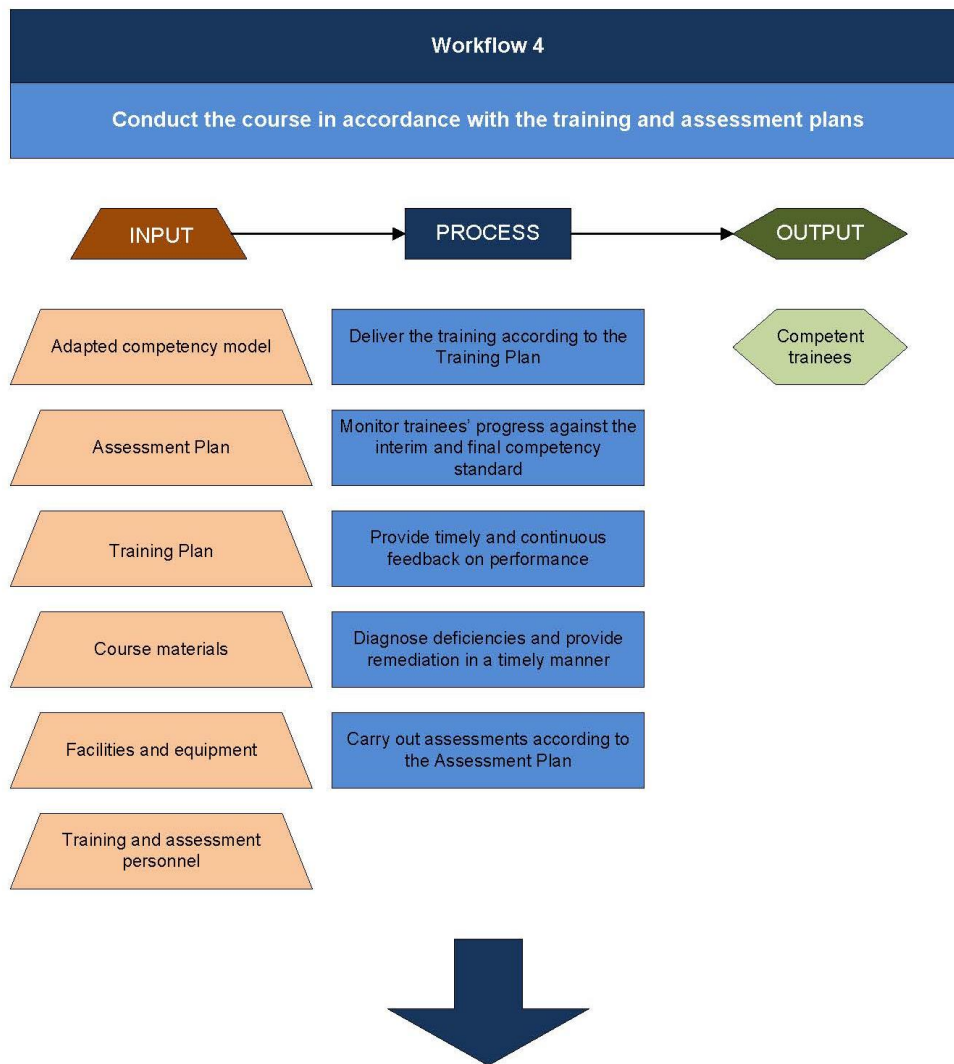 Workflow 4
Conduct the course in accordance with the training and assessment plans
INPUT
PROCESS
OUTPUT
Adapted competency model
Deliver the training according to the
Training Plan
Competent
trainees
Assessment Plan
Monitor trainees’ progress against the
interim and final competency
standard
Training Plan
Provide timely and continuous
feedback on performance
Course materials
Diagnose deficiencies and provide
remediation in a timely manner
Facilities and equipment
Carry out assessments according to
the Assessment Plan
Training and assessment
personnel